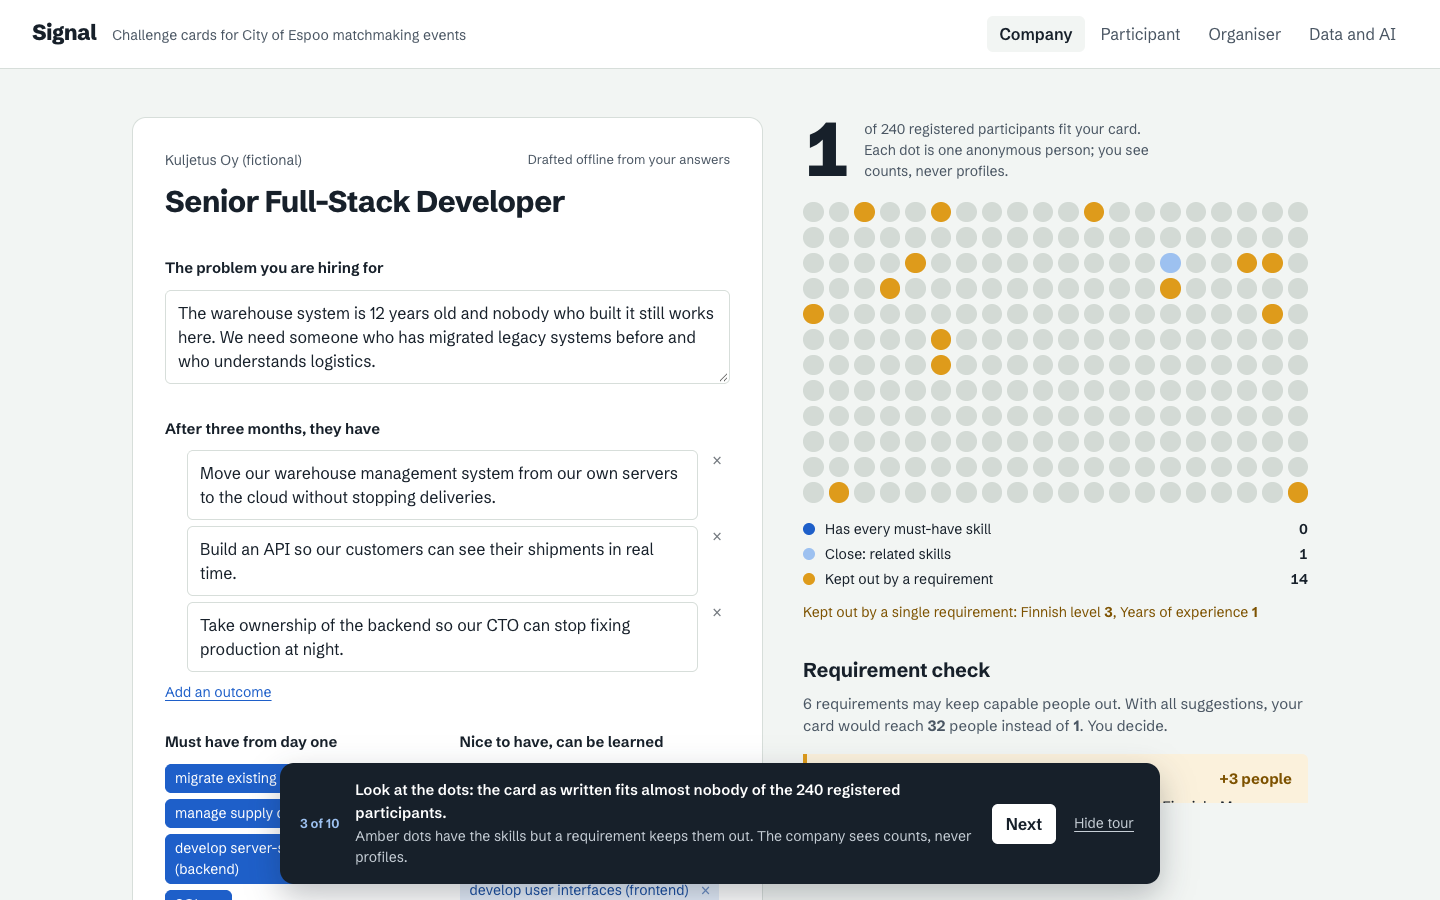 Signal
Challenge cards for City of Espoo matchmaking events
Company
Participant
Organiser
Data and AI
Kuljetus Oy (fictional)
Drafted offline from your answers
Senior Full-Stack Developer
The problem you are hiring for
The warehouse system is 12 years old and nobody who built it still works
here. We need someone who has migrated legacy systems before and
who understands logistics.
After three months, they have
Move our warehouse management system from our own servers
to the cloud without stopping deliveries.
×
Build an API so our customers can see their shipments in real
time.
×
Take ownership of the backend so our CTO can stop fixing
production at night.
×
Add an outcome
Must have from day one
migrate existing
manage supply
develop server-
(backend)
Nice to have, can be learned
develop user interfaces (frontend) ×
1
of 240 registered participants fit your card.
Each dot is one anonymous person; you see
counts, never profiles.
Has every must-have skill 0
Close: related skills 1
Kept out by a requirement 14
Kept out by a single requirement: Finnish level 3, Years of experience 1
Requirement check
6 requirements may keep capable people out. With all suggestions, your
card would reach 32 people instead of 1. You decide.
+3 people
3 of 10
Look at the dots: the card as written fits almost nobody of the 240 registered
participants.
Amber dots have the skills but a requirement keeps them out. The company sees counts, never
profiles.
Next
Hide tour